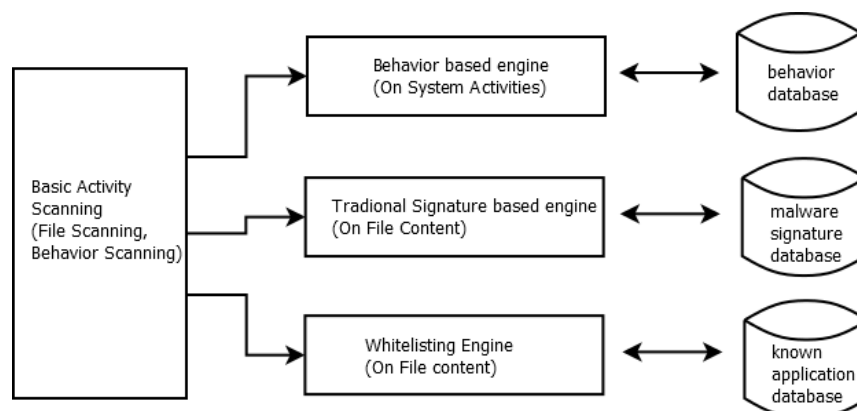 Basic Activity
Scanning
(File Scanning,
Behavior Scanning)
Behavior based engine
(On System Activities)
behavior
database
Tradional Signature based engine
(On File Content)
malware
signature
database
Whitelisting Engine
(On File content)
known
application
database